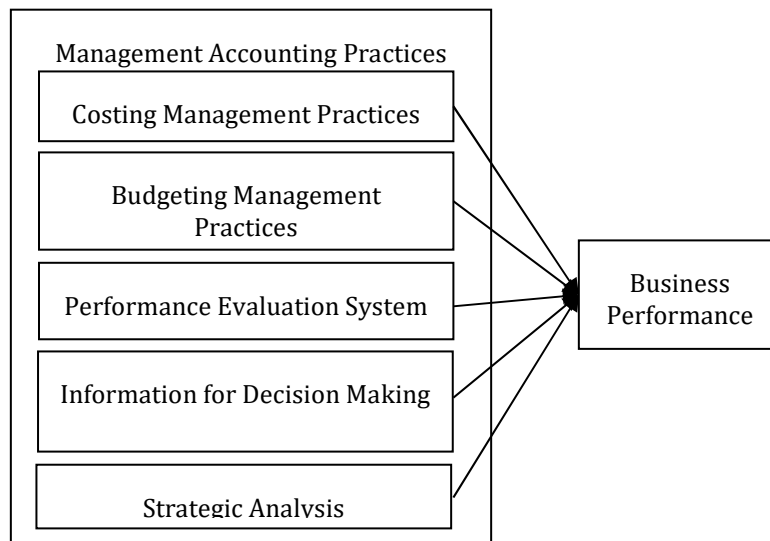 Management Accounting Practices
Costing Management Practices
Budgeting Management
Practices
Performance Evaluation System
Information for Decision Making
Strategic Analysis
Business
Performance